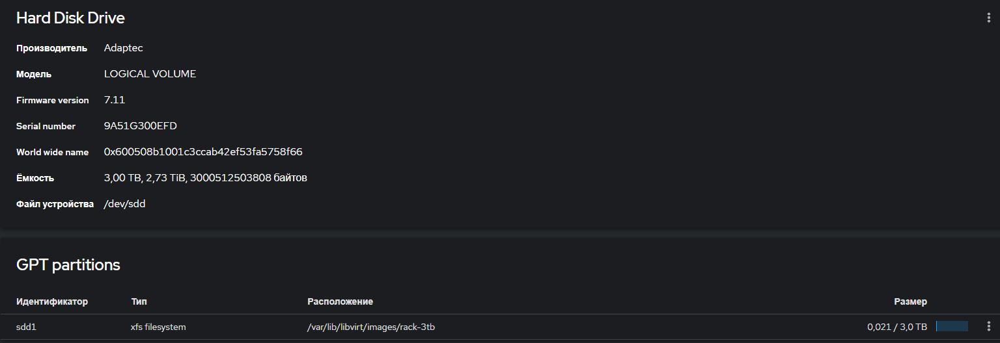 Hard Disk Drive
Производитель Adaptec
Модель LOGICAL VOLUME
Firmware version 7.11
Serial number 9A51G300EFD
World wide name 0x600508b1001c3ccab42ef53fa5758f66
Ёмкость 3,00 TB, 2,73 TiB, 3000512503808 байтов
Файл устройства /dev/sdd
GPT partitions
Идентификатор Тип Расположение Размер
sdd1 xfs filesystem /var/lib/libvirt/images/rack-3tb 0,021 / 3,0 TB